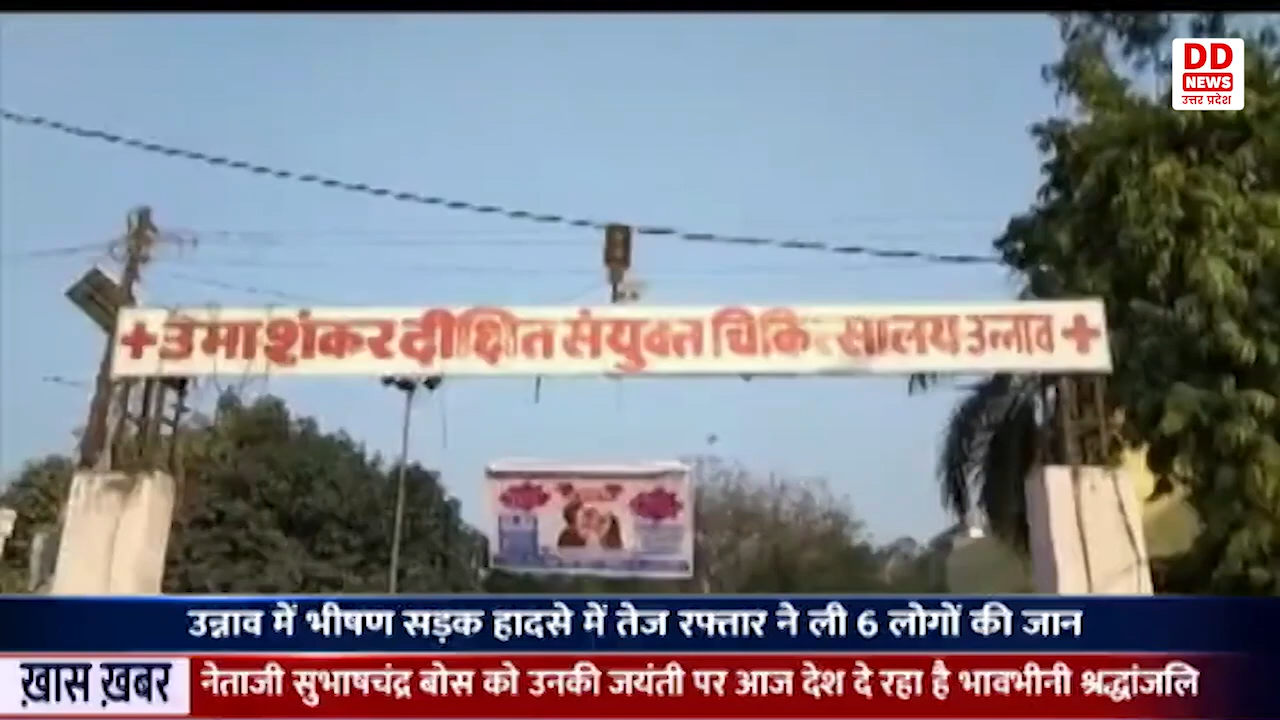 DD
NEWS
उत्तर प्रदेश
+उमाशंकर दीक्षित संयुक्त चिकित्सालय उन्नाव+
उन्नाव में भीषण सड़क हादसे में तेज रफ्तार ने ली 6 लोगों की जान
ख़ास ख़बर
नेताजी सुभाषचंद्र बोस को उनकी जयंती पर आज देश दे रहा है भावभीनी श्रद्धांजलि